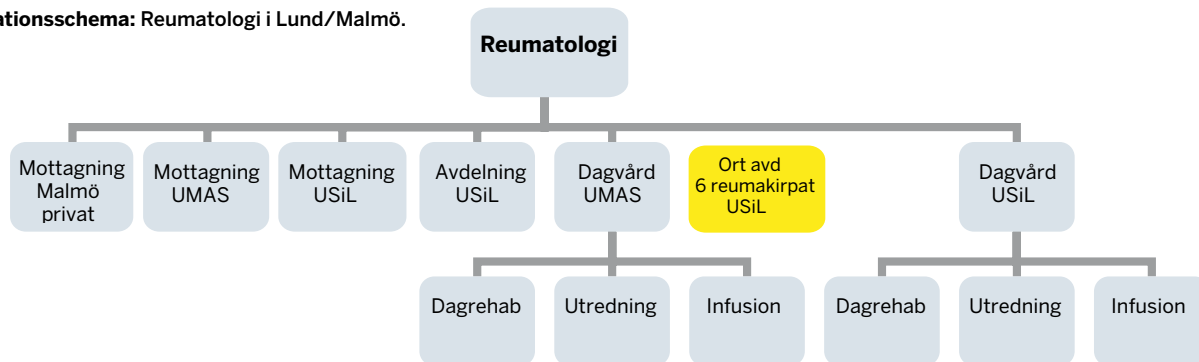 ationsschema: Reumatologi i Lund/Malmö.
Reumatologi
Mottagning
Malmö
privat
Mottagning
UMAS
Mottagning
USiL
Avdelning
USiL
Dagvård
UMAS
Ort avd
6 reumakirpat
USiL
Dagvård
USiL
Dagrehab
Utredning
Infusion
Dagrehab
Utredning
Infusion